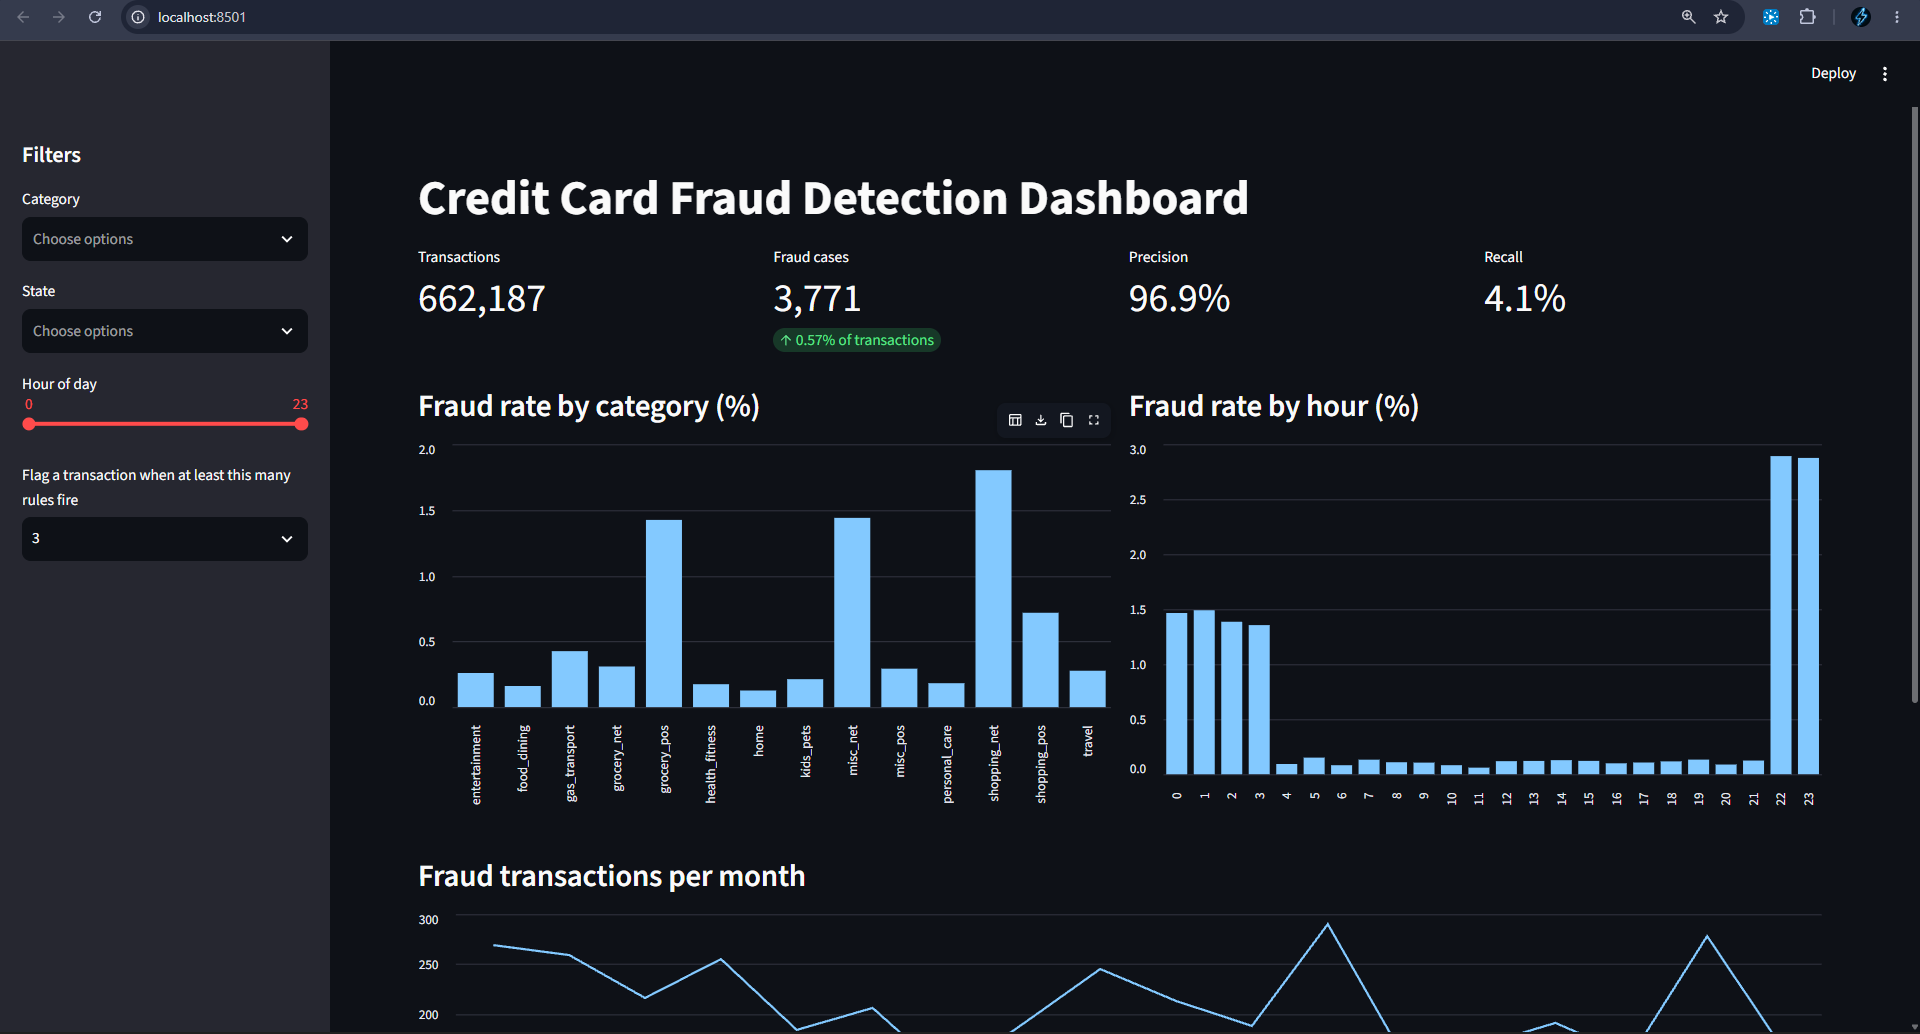 localhost:8501
Deploy
Filters
Category
Choose options
State
Choose options
Hour of day
0 23
Flag a transaction when at least this many
rules fire
3
Credit Card Fraud Detection Dashboard
Transactions
662,187
Fraud cases
3,771
↑ 0.57% of transactions
Precision
96.9%
Recall
4.1%
Fraud rate by category (%)
2.0
1.5
1.0
0.5
0.0
entertainment
food_dining
gas_transport
grocery_net
grocery_pos
health_fitness
home
kids_pets
misc_net
misc_pos
personal_care
shopping_net
shopping_pos
travel
Fraud rate by hour (%)
3.0
2.5
2.0
1.5
1.0
0.5
0.0
0
1
2
3
4
5
6
7
8
9
10
11
12
13
14
15
16
17
18
19
20
21
22
23
Fraud transactions per month
300
250
200